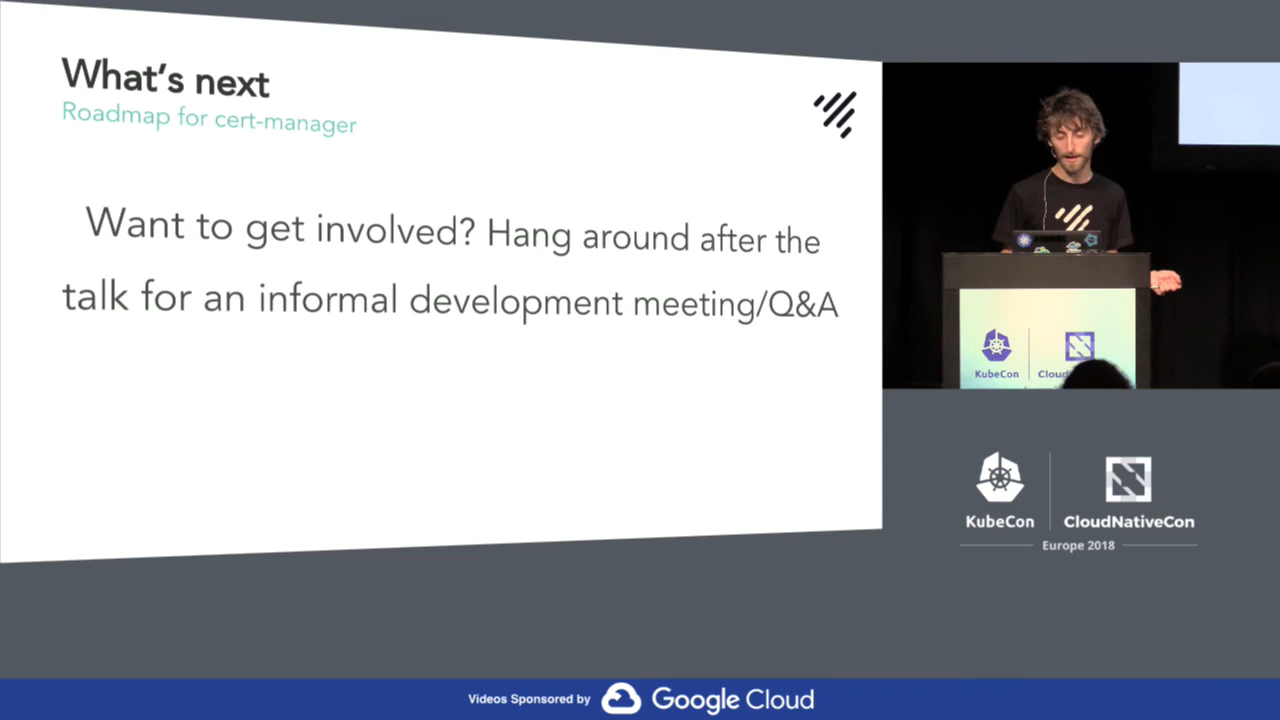 What's next
Roadmap for cert-manager
Want to get involved? Hang around after the
talk for an informal development meeting/Q&A
KubeCon
KubeCon
CloudNativeCon
Europe 2018
Videos Sponsored by Google Cloud